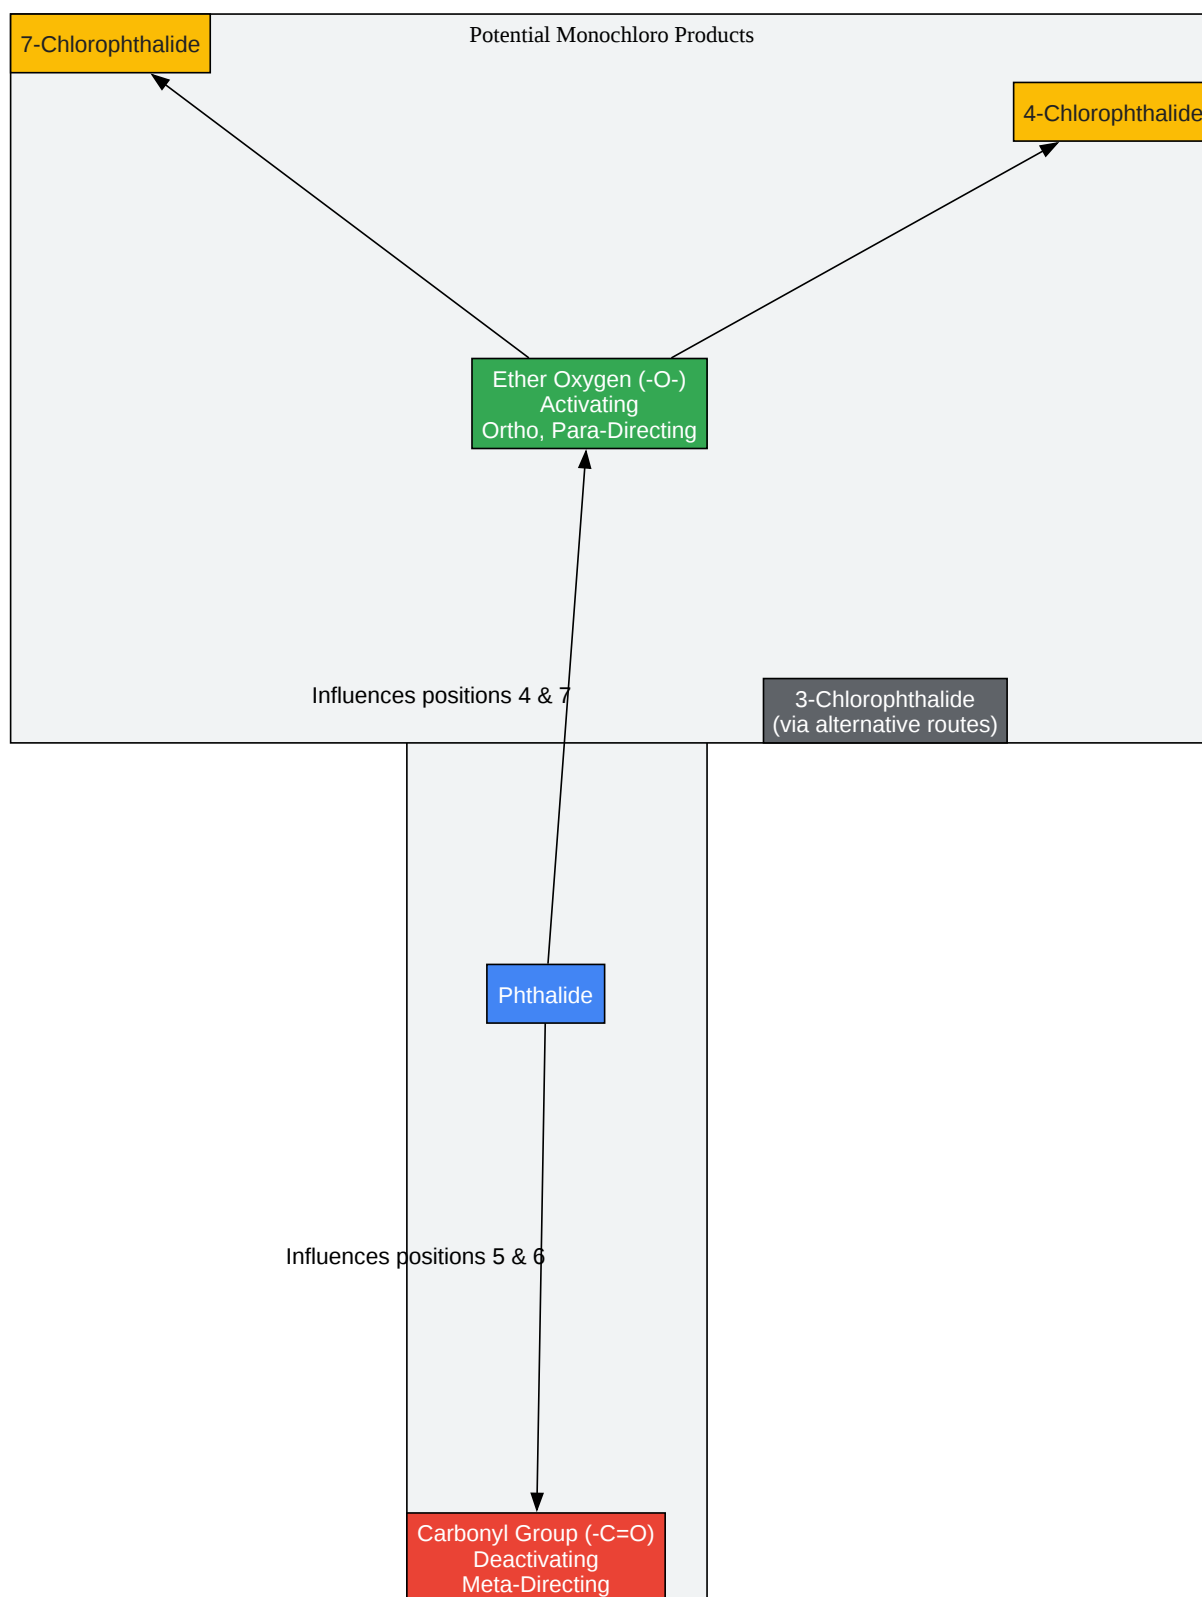 7-Chlorophthalide
Potential Monochloro Products
4-Chlorophthalide
Ether Oxygen (-O-)
Activating
Ortho, Para-Directing
Influences positions 4 & 7
3-Chlorophthalide
(via alternative routes)
Phthalide
Influences positions 5 & 6
Carbonyl Group (-C=O)
Deactivating
Meta-Directing